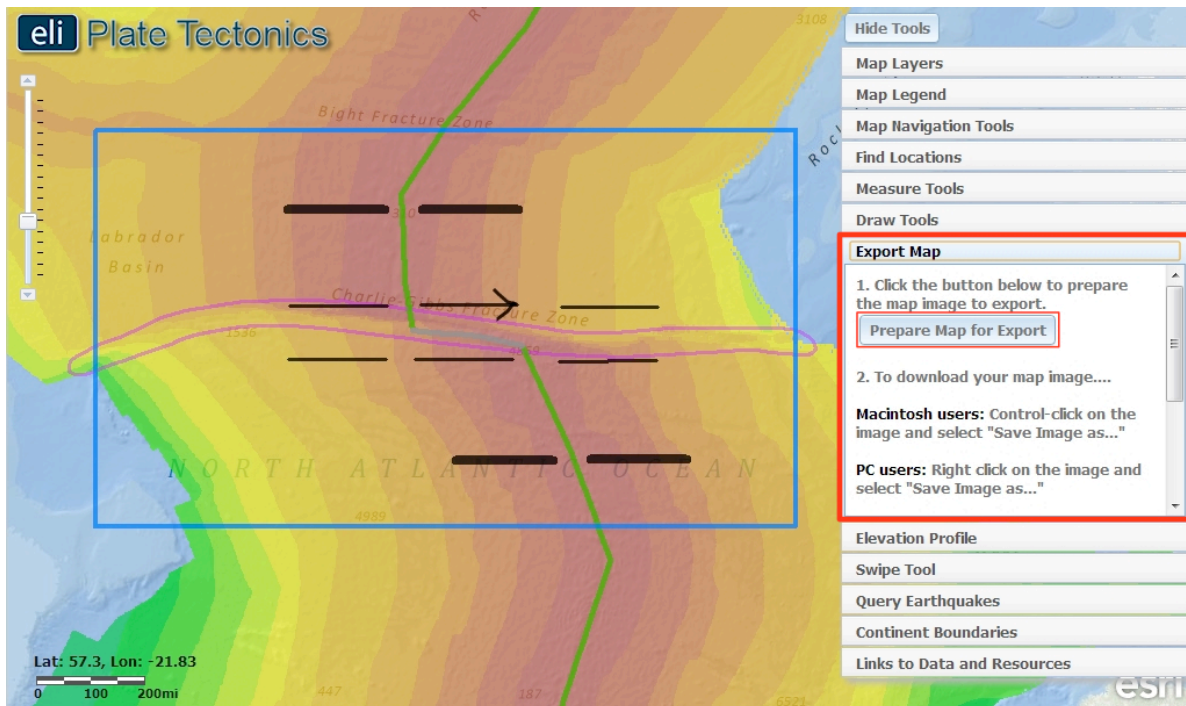 eli Plate Tectonics
3108
Hide Tools
Map Layers
Map Legend
Map Navigation Tools
Find Locations
Measure Tools
Draw Tools
Export Map
1. Click the button below to prepare
the map image to export.
Prepare Map for Export
2. To download your map image....
Macintosh users: Control-click on the
image and select "Save Image as..."
PC users: Right click on the image and
select "Save Image as..."
Elevation Profile
Swipe Tool
Query Earthquakes
Continent Boundaries
Links to Data and Resources
Bight Fracture Zone
Labrador
Basin
Charlie-Gibbs Fracture Zone
1536
NORTH ATLANTIC OCEAN
4989
Lat: 57.3, Lon: -21.83
0 100 200mi
447
187
6521
esri